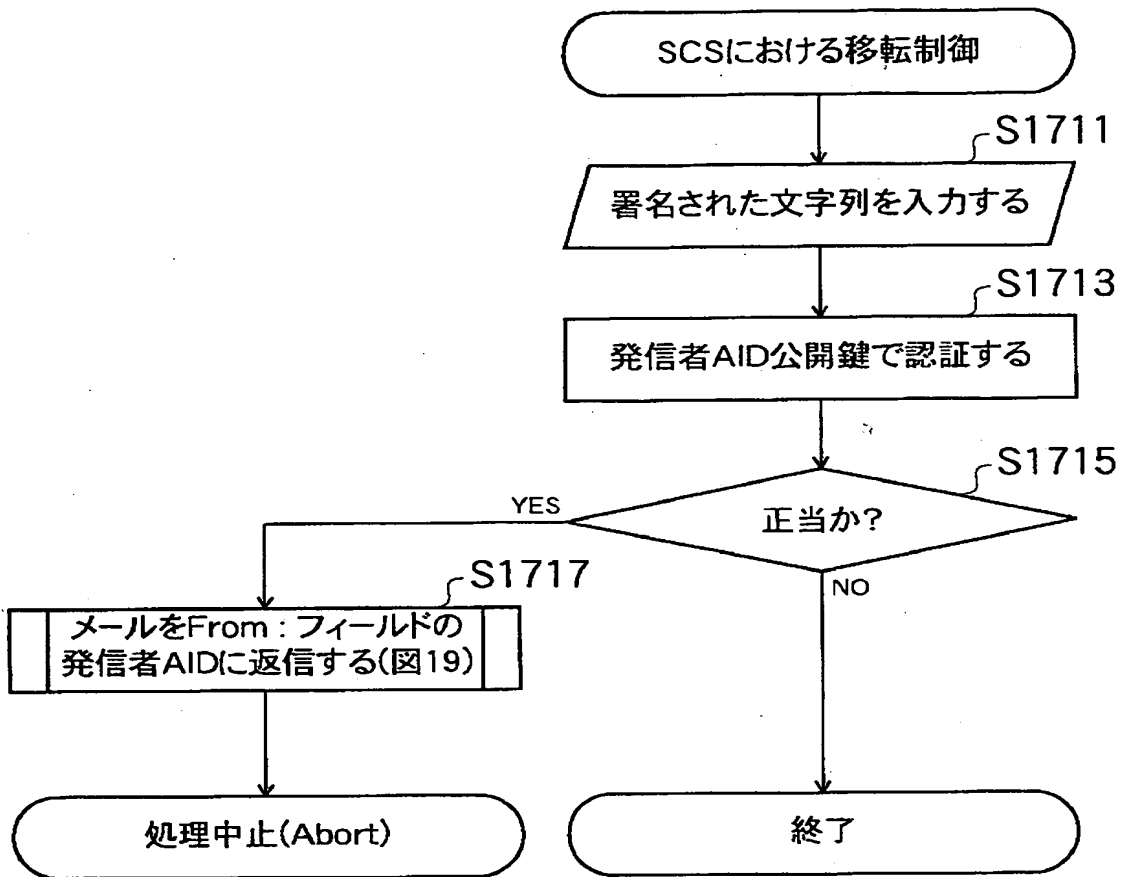 SCSにおける移転制御
S1711
署名された文字列を入力する
S1713
発信者AID公開鍵で認証する
S1715
正当か?
YES
NO
S1717
メールをFrom:フィールドの
発信者AIDに返信する(図19)
処理中止(Abort)
終了